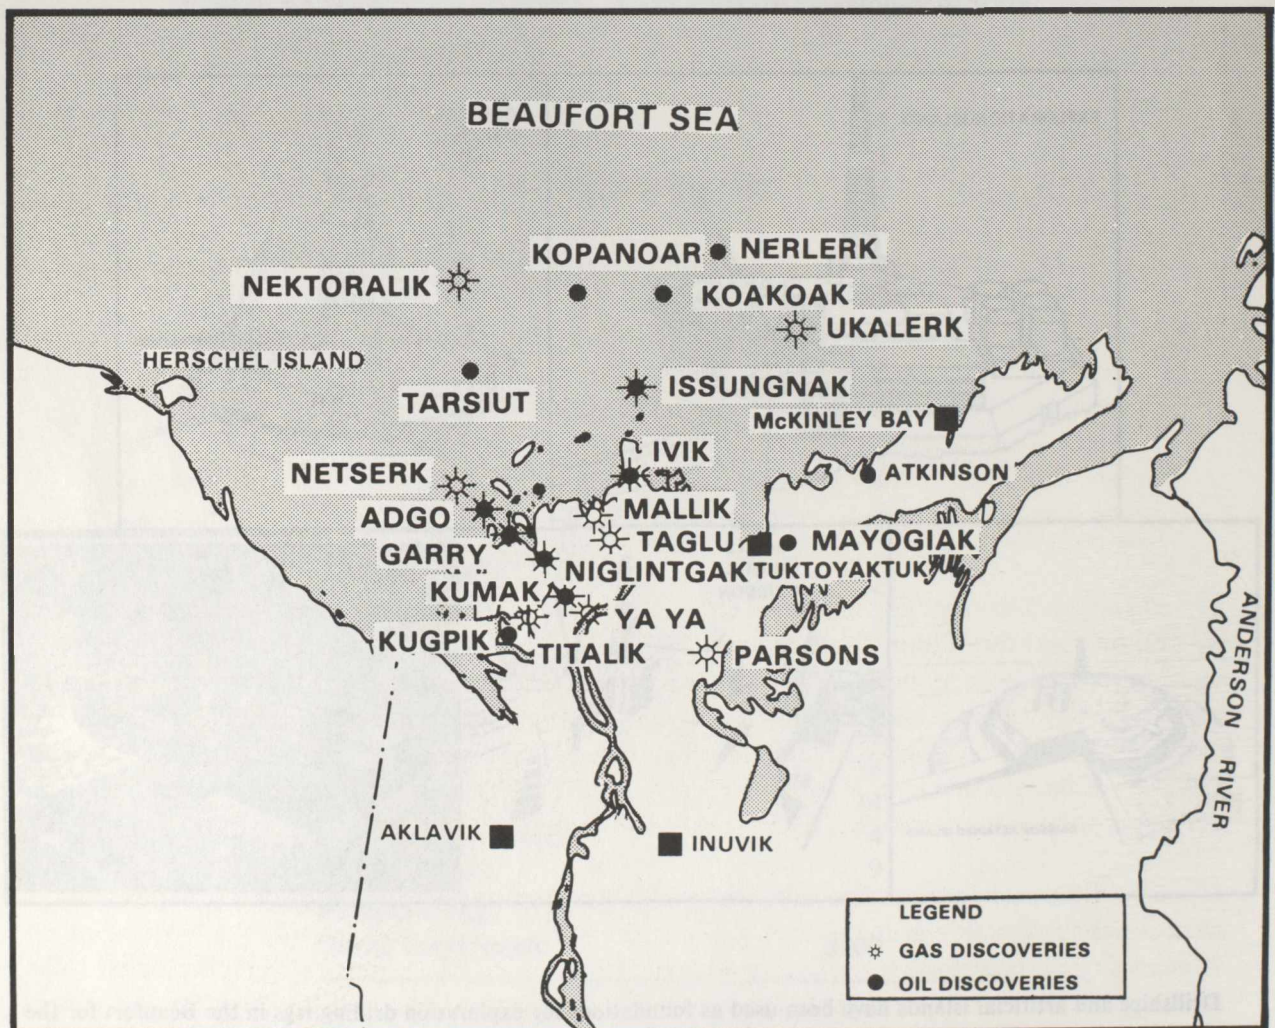 BEAUFORT SEA
KOPANOAR
NERLERK
NEKTORALIK
KOAKOAK
UKALERK
HERSCHEL ISLAND
TARSIUT
ISSUNGNAK
McKINLEY BAY
IVIK
NETSERK
ATKINSON
MALLIK
ADGO
TAGLU
MAYOGIAK
GARRY
NIGLINTGAK
TUKTOYAKTUK
KUMAK
YA YA
KUGPIK
TITALIK
PARSONS
ANDERSON RIVER
AKLAVIK
INUVIK
LEGEND
GAS DISCOVERIES
OIL DISCOVERIES